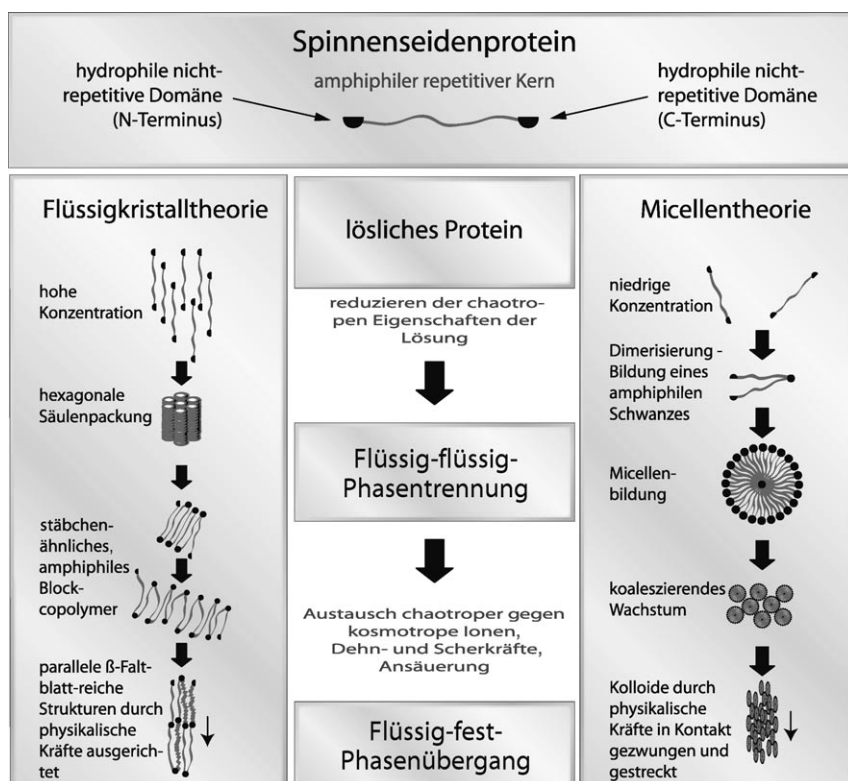 Spinnenseidenprotein
hydrophile nicht-
repetitive Domäne
(N-Terminus)
amphiphiler repetitiver Kern
hydrophile nicht-
repetitive Domäne
(C-Terminus)
Flüssigkristalltheorie
hohe
Konzentration
hexagonale
Säulenpackung
stäbchen-
ähnliches,
amphiphiles
Block-
copolymer
parallele ß-Falt-
blatt-reiche
Strukturen durch
physikalische
Kräfte ausgerich-
tet
lösliches Protein
reduzieren der chaotro-
pen Eigenschaften der
Lösung
Flüssig-flüssig-
Phasentrennung
Austausch chaotroper gegen
kosmotrope Ionen,
Dehn- und Scherkräfte,
Ansäuerung
Flüssig-fest-
Phasenübergang
Micellentheorie
niedrige
Konzentration
Dimerisierung -
Bildung eines
amphiphilen
Schwanzes
Micellen-
bildung
koaleszierendes
Wachstum
Kolloide durch
physikalische
Kräfte in Kontakt
gezwungen und
gestreckt